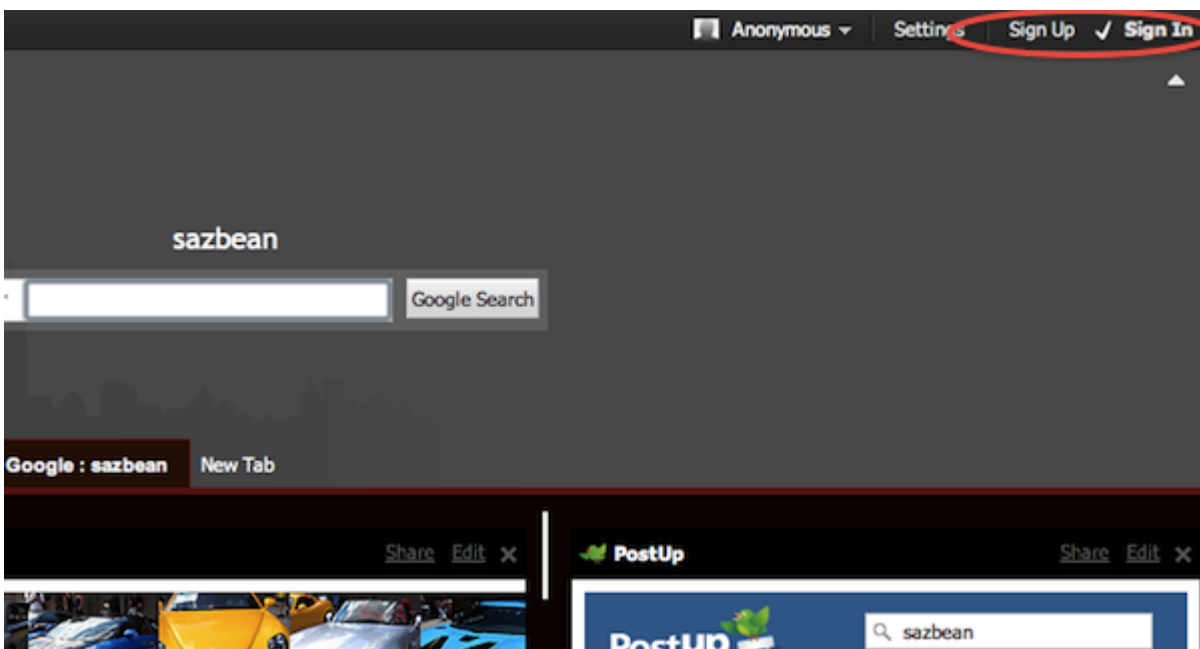 Anonymous Settings Sign Up Sign In
sazbean
Google Search
Google : sazbean New Tab
Share Edit
PostUp Share Edit
PostUp sazbean